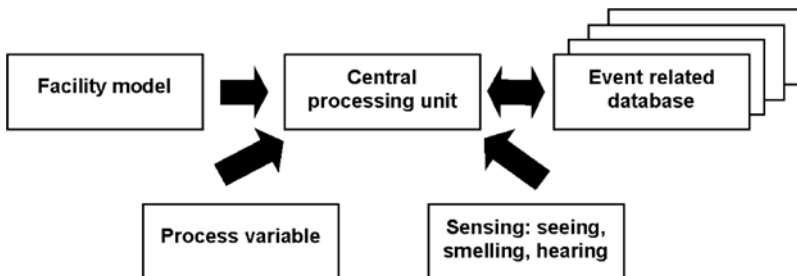 Facility model
Central
processing unit
Event related
database
Process variable
Sensing: seeing,
smelling, hearing